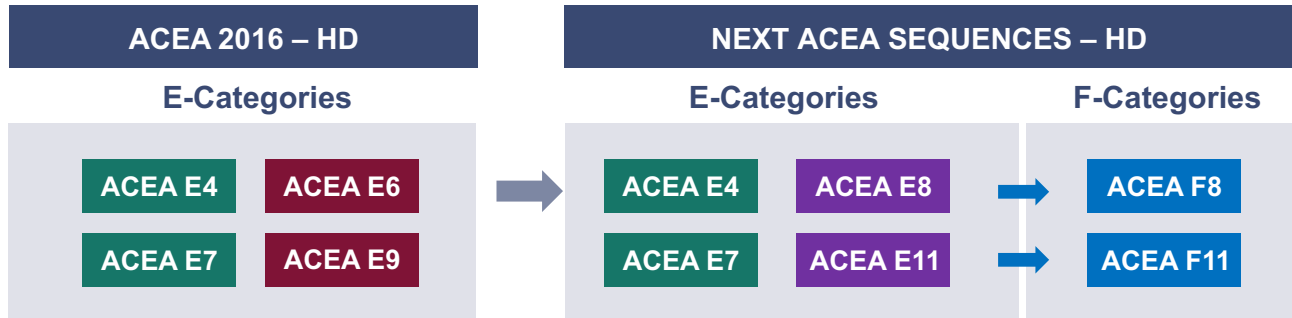 ACEA 2016 – HD
NEXT ACEA SEQUENCES – HD
E-Categories
E-Categories
F-Categories
ACEA E4
ACEA E6
ACEA E4
ACEA E8
ACEA F8
ACEA E7
ACEA E9
ACEA E7
ACEA E11
ACEA F11